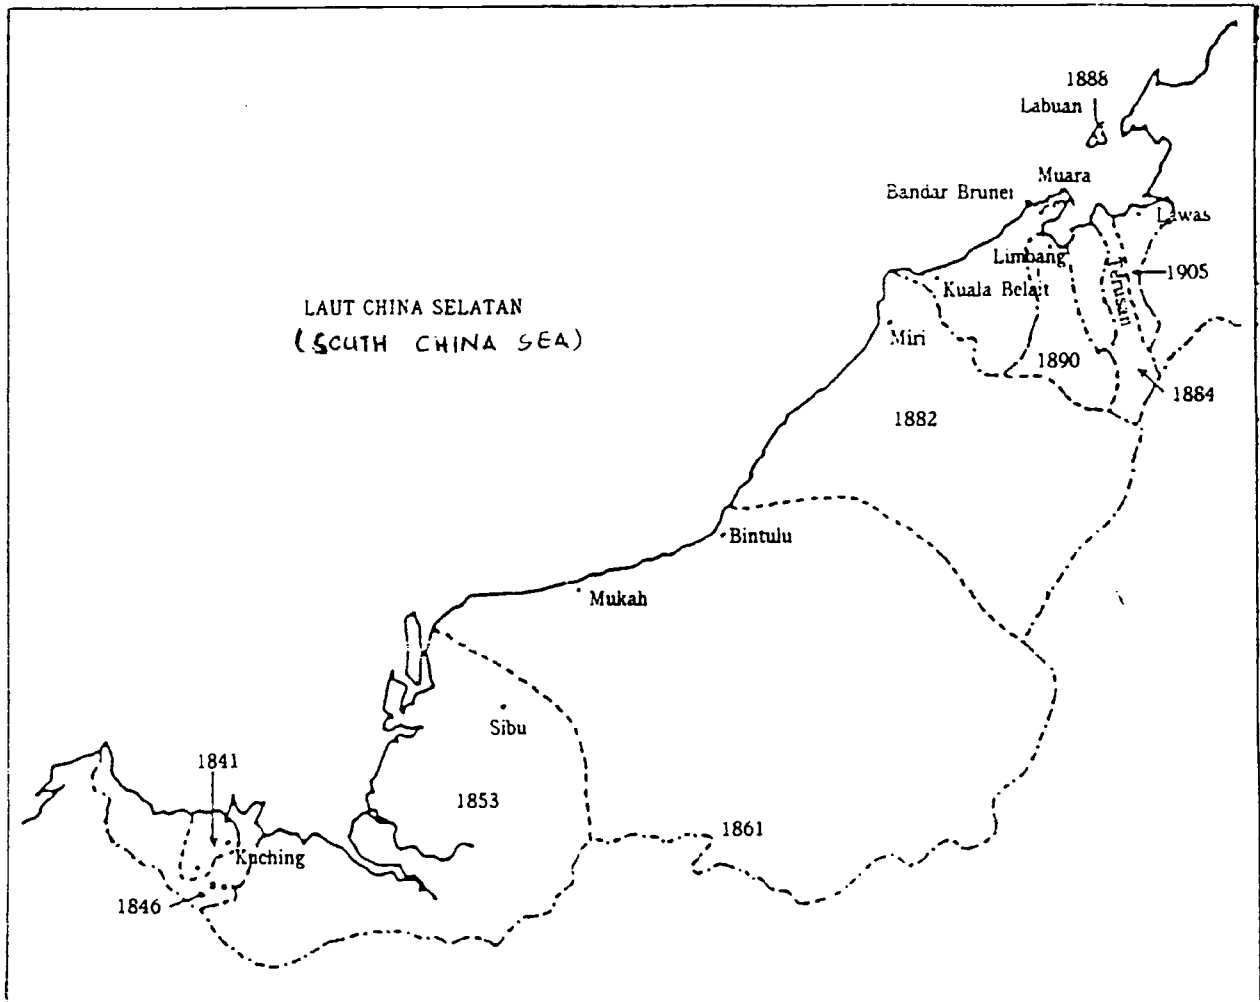 1888
Labuan
Muara
Bandar Brunei
Lawas
Limbang
1905
Terusan
Kuala Belait
LAUT CHINA SELATAN
(SOUTH CHINA SEA)
Miri
1890
1884
1882
Bintulu
Mukah
Sibu
1841
1853
1861
Kuching
1846